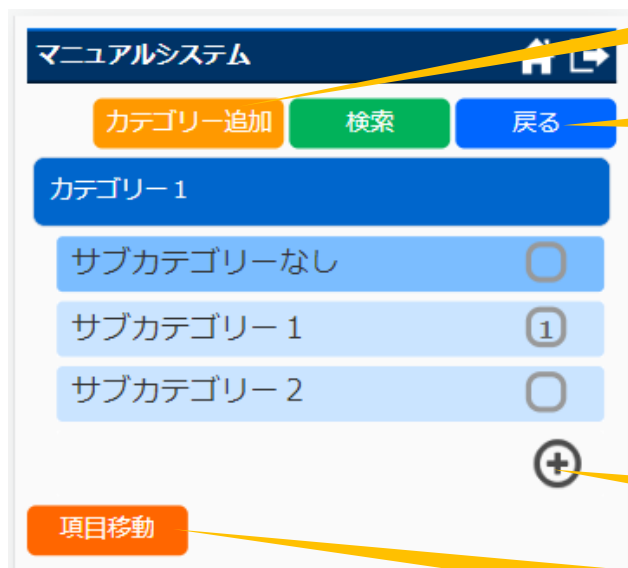 マニュアルシステム
カテゴリー追加 検索 戻る
カテゴリー1
サブカテゴリーなし
サブカテゴリー1 1
サブカテゴリー2
項目移動